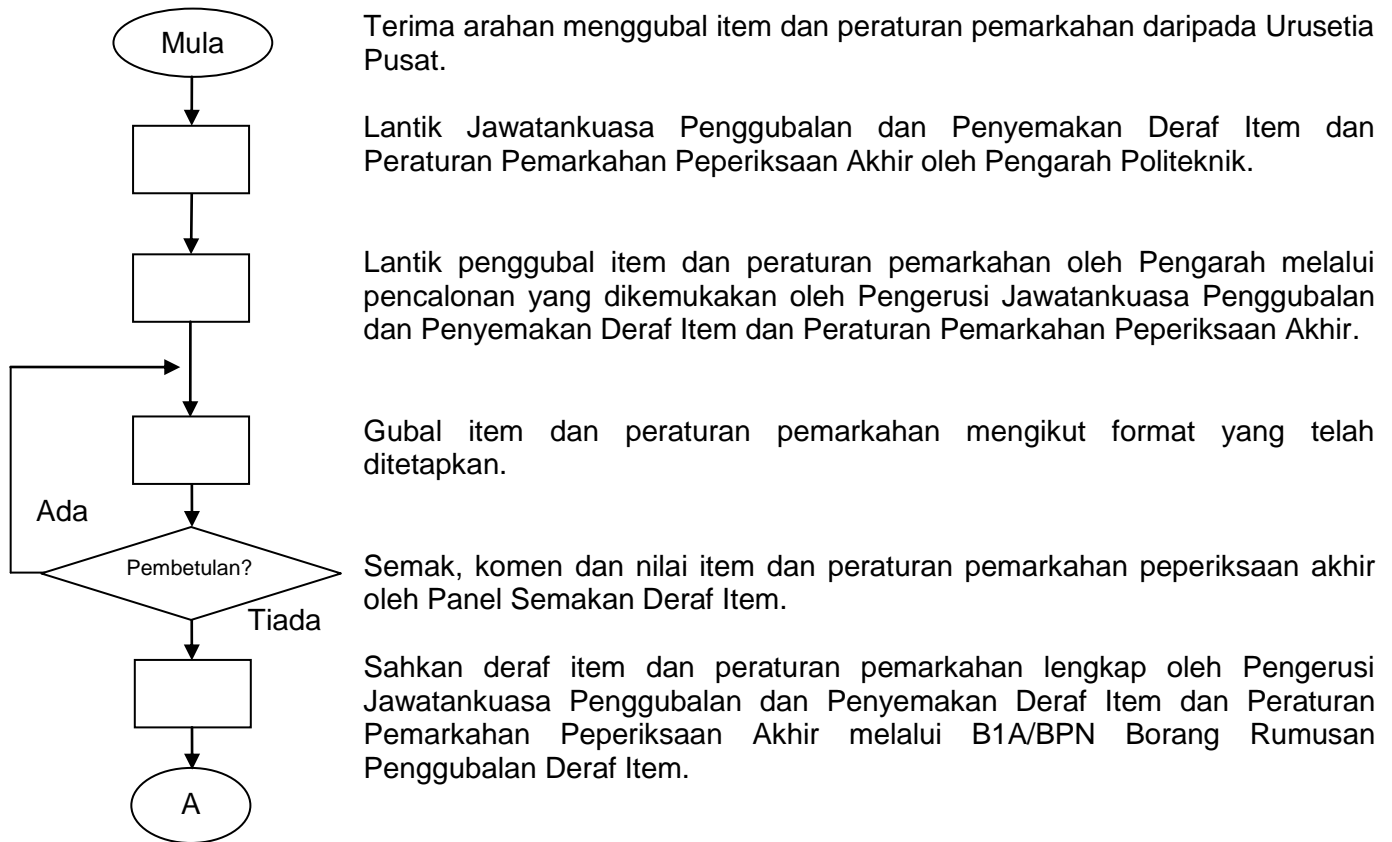 Mula
Terima arahan menggubal item dan peraturan pemarkahan daripada Urusetia
Pusat.
Lantik Jawatankuasa Penggubalan dan Penyemakan Deraf Item dan
Peraturan Pemarkahan Peperiksaan Akhir oleh Pengarah Politeknik.
Lantik penggubal item dan peraturan pemarkahan oleh Pengarah melalui
pencalonan yang dikemukakan oleh Pengerusi Jawatankuasa Penggubalan
dan Penyemakan Deraf Item dan Peraturan Pemarkahan Peperiksaan Akhir.
Gubal item dan peraturan pemarkahan mengikut format yang telah
ditetapkan.
Ada
Pembetulan?
Semak, komen dan nilai item dan peraturan pemarkahan peperiksaan akhir
oleh Panel Semakan Deraf Item.
Tiada
Sahkan deraf item dan peraturan pemarkahan lengkap oleh Pengerusi
Jawatankuasa Penggubalan dan Penyemakan Deraf Item dan Peraturan
Pemarkahan Peperiksaan Akhir melalui B1A/BPN Borang Rumusan
Penggubalan Deraf Item.
A